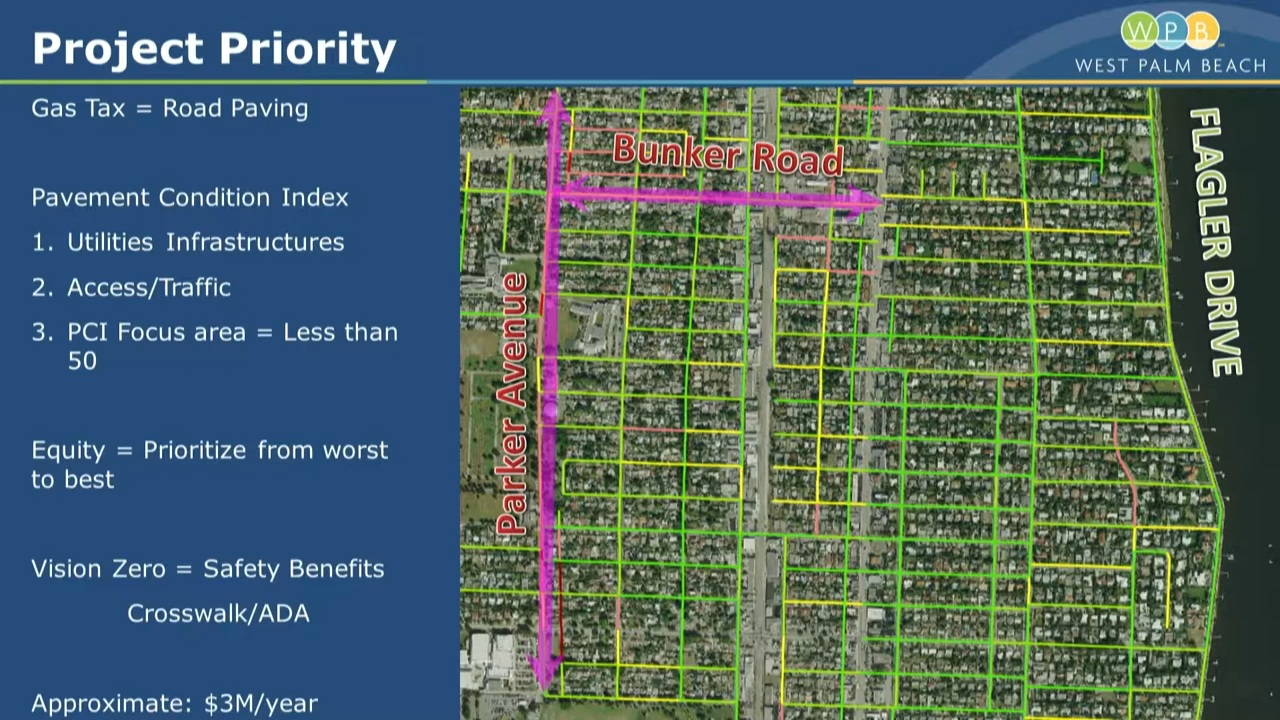 Project Priority
WPB
WEST PALM BEACH
Gas Tax = Road Paving
Pavement Condition Index
1. Utilities Infrastructures
2. Access/Traffic
3. PCI Focus area = Less than
50
Equity = Prioritize from worst
to best
Vision Zero = Safety Benefits
Crosswalk/ADA
Approximate: $3M/year
Bunker Road
Parker Avenue
FLAGLER DRIVE